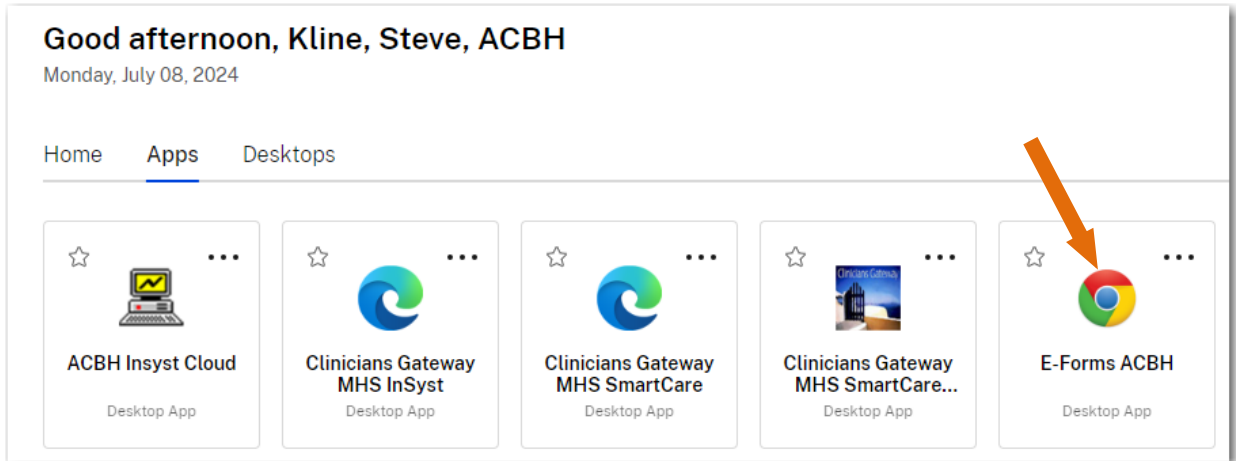 Good afternoon, Kline, Steve, ACBH
Monday, July 08, 2024
Home Apps Desktops
ACBH Insyst Cloud
Desktop App
Clinicians Gateway
MHS InSyst
Desktop App
Clinicians Gateway
MHS SmartCare
Desktop App
Clinicians Gateway
Clinicians Gateway
MHS SmartCare...
Desktop App
E-Forms ACBH
Desktop App